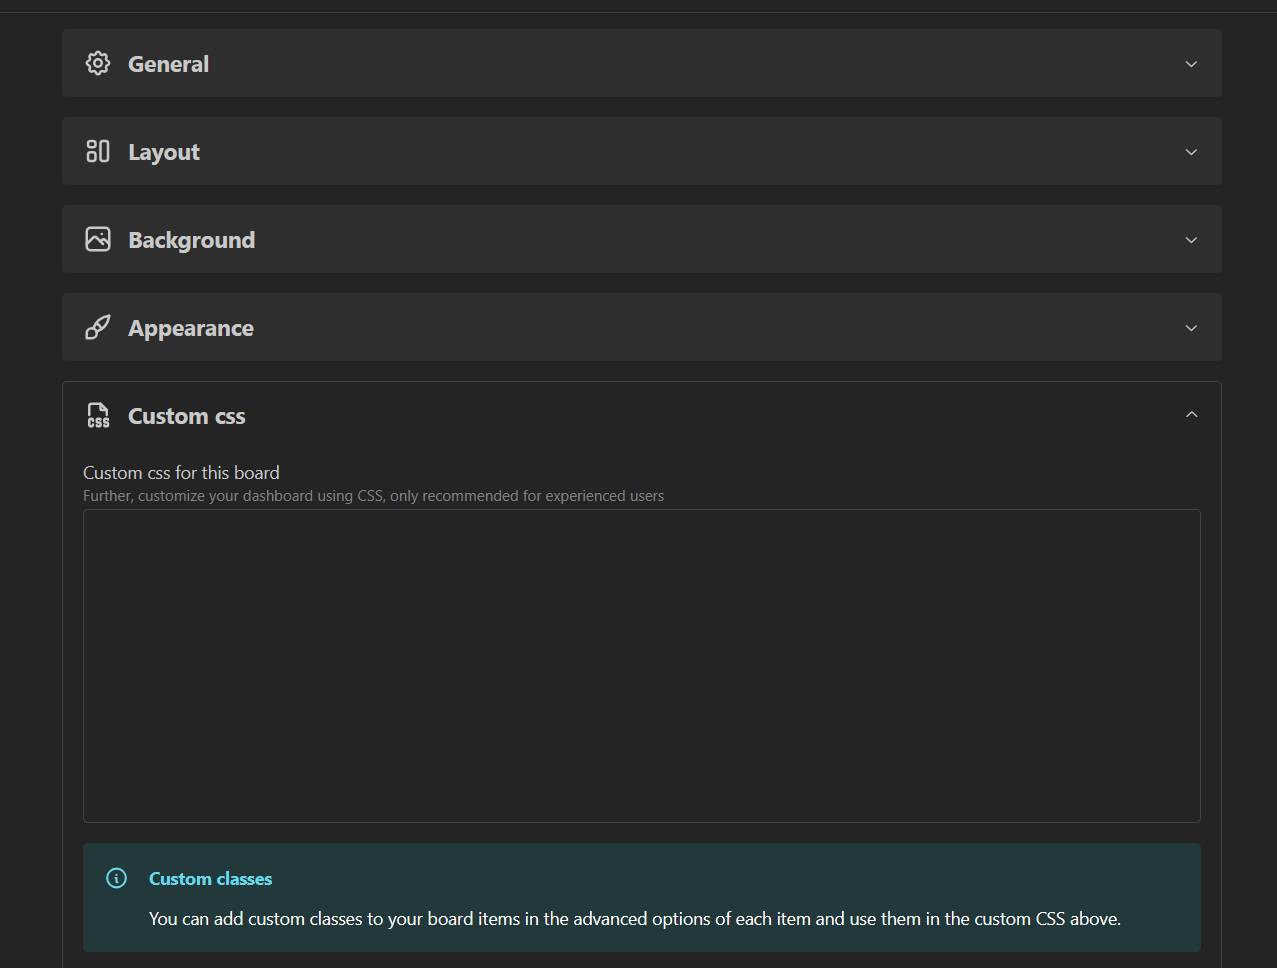 General
Layout
Background
Appearance
CSS
Custom css
Custom css for this board
Further, customize your dashboard using CSS, only recommended for experienced users
Custom classes
You can add custom classes to your board items in the advanced options of each item and use them in the custom CSS above.